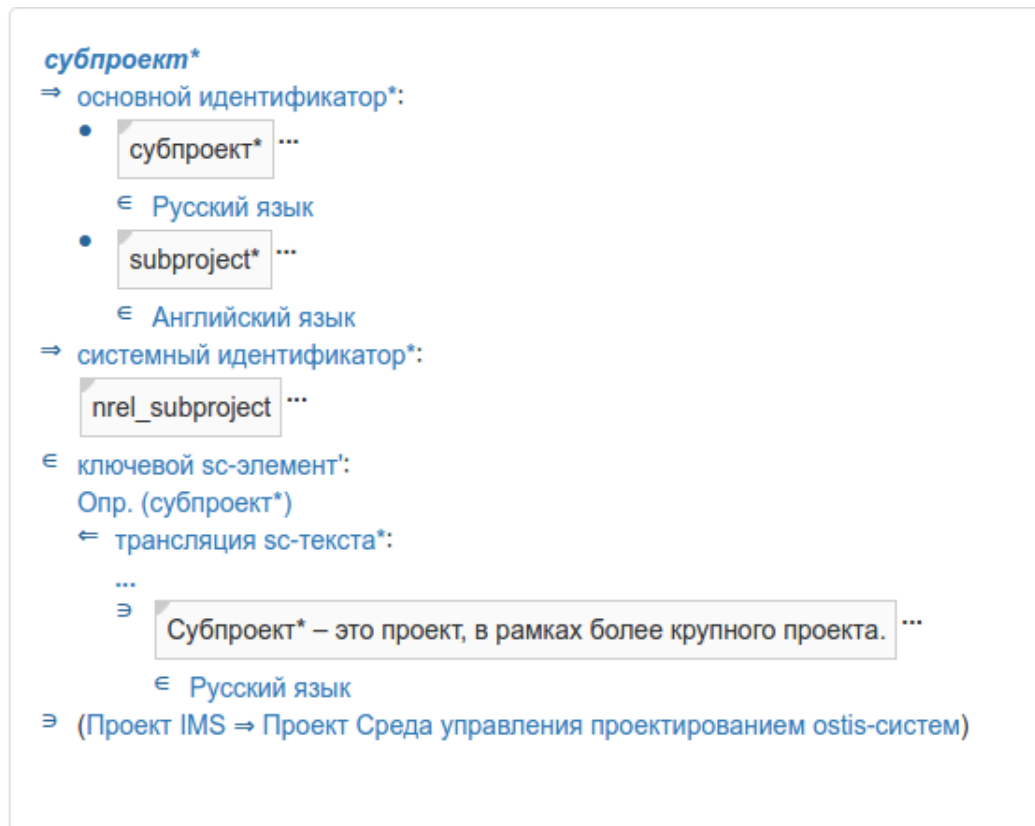 субпроект*
⇒ основной идентификатор*:
• субпроект* ...
∈ Русский язык
• subproject* ...
∈ Английский язык
⇒ системный идентификатор*:
nrel_subproject ...
∈ ключевой sc-элемент':
Опр. (субпроект*)
⇐ трансляция sc-текста*:
...
∋ Субпроект* – это проект, в рамках более крупного проекта. ...
∈ Русский язык
∋ (Проект IMS ⇒ Проект Среда управления проектированием ostis-систем)